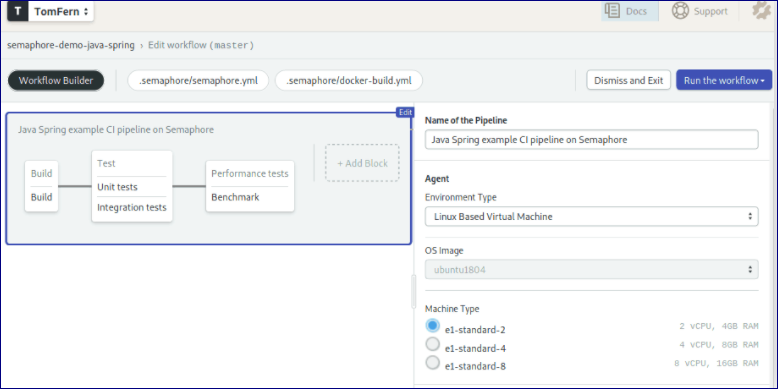 T TomFern Docs Support
semaphore-demo-java-spring › Edit workflow (master)
Workflow Builder .semaphore/semaphore.yml .semaphore/docker-build.yml Dismiss and Exit Run the workflow
Edit
Java Spring example CI pipeline on Semaphore
Build
Build
Test
Unit tests
Integration tests
Performance tests
Benchmark
+ Add Block
Name of the Pipeline
Java Spring example CI pipeline on Semaphore
Agent
Environment Type
Linux Based Virtual Machine
OS Image
ubuntu1804
Machine Type
e1-standard-2 2 vCPU, 4GB RAM
e1-standard-4 4 vCPU, 8GB RAM
e1-standard-8 8 vCPU, 16GB RAM